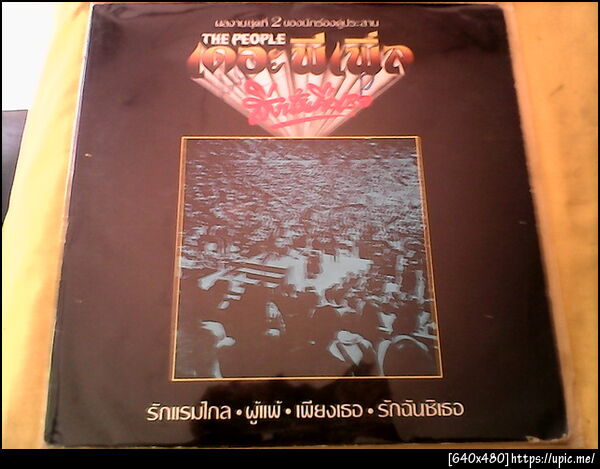 ผลงานชุดที่ 2 ของนักร้องคู่ประสาน
THE PEOPLE
เดอะ พีเพิ่ล
รักแรมไกล • ผู้แพ้ • เพียงเธอ • รักฉันซิเธอ
[640x480]https://upic.me/